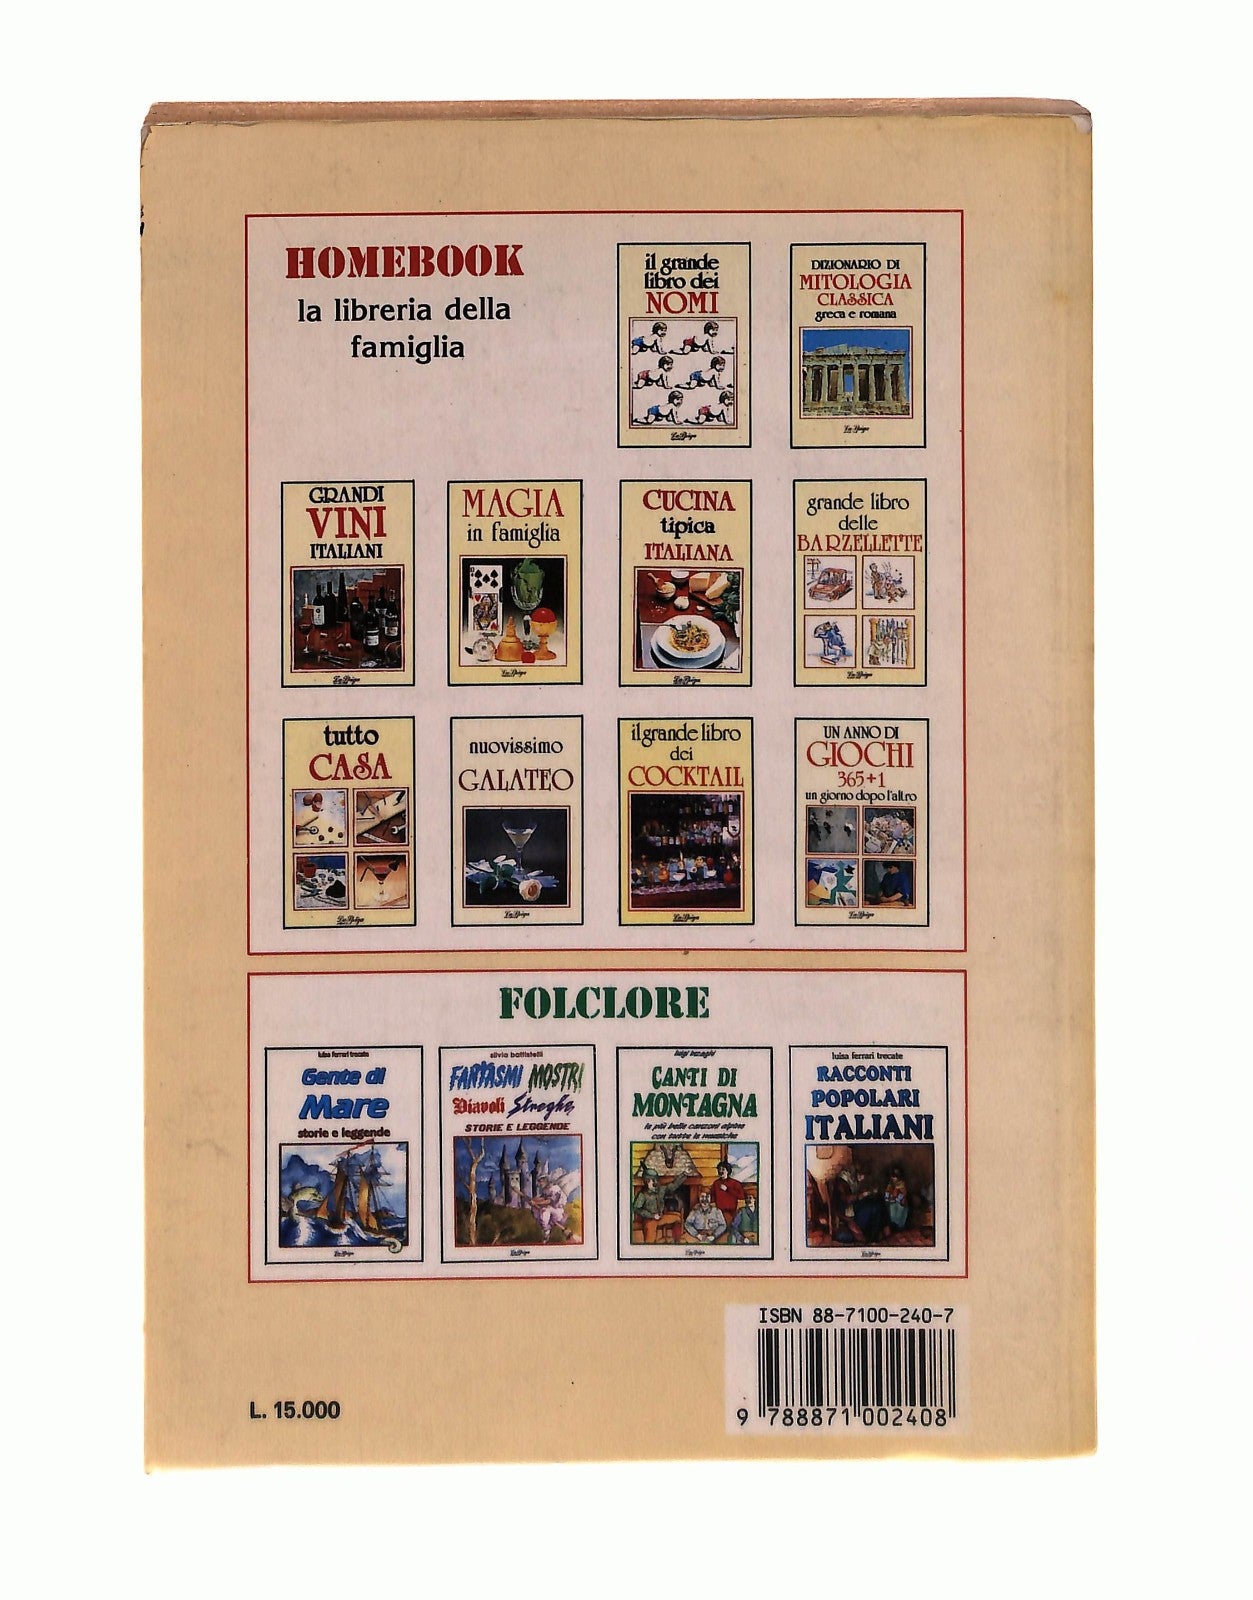 HOMEBOOK
la libreria della
famiglia
il grande
libro dei
NOMI
DIZIONARIO DI
MITOLOGIA
CLASSICA
greca e romana
GRANDI
VINI
ITALIANI
MAGIA
in famiglia
CUCINA
tipica
ITALIANA
grande libro
delle
BARZELLETTE
tutto
CASA
nuovissimo
GALATEO
il grande libro
dei
COCKTAIL
UN ANNO DI
GIOCHI
365+1
un giorno dopo l'altro
FOLCLORE
luisa ferrari trecate
Gente di
Mare
storie e leggende
silvia battistelli
FANTASMI MOSTRI
Diavoli Streghe
STORIE E LEGGENDE
luigi
CANTI DI
MONTAGNA
le più belle canzoni alpine
con tutte le musiche
luisa ferrari trecate
RACCONTI
POPOLARI
ITALIANI
ISBN 88-7100-240-7
9 788871 002408
L. 15.000